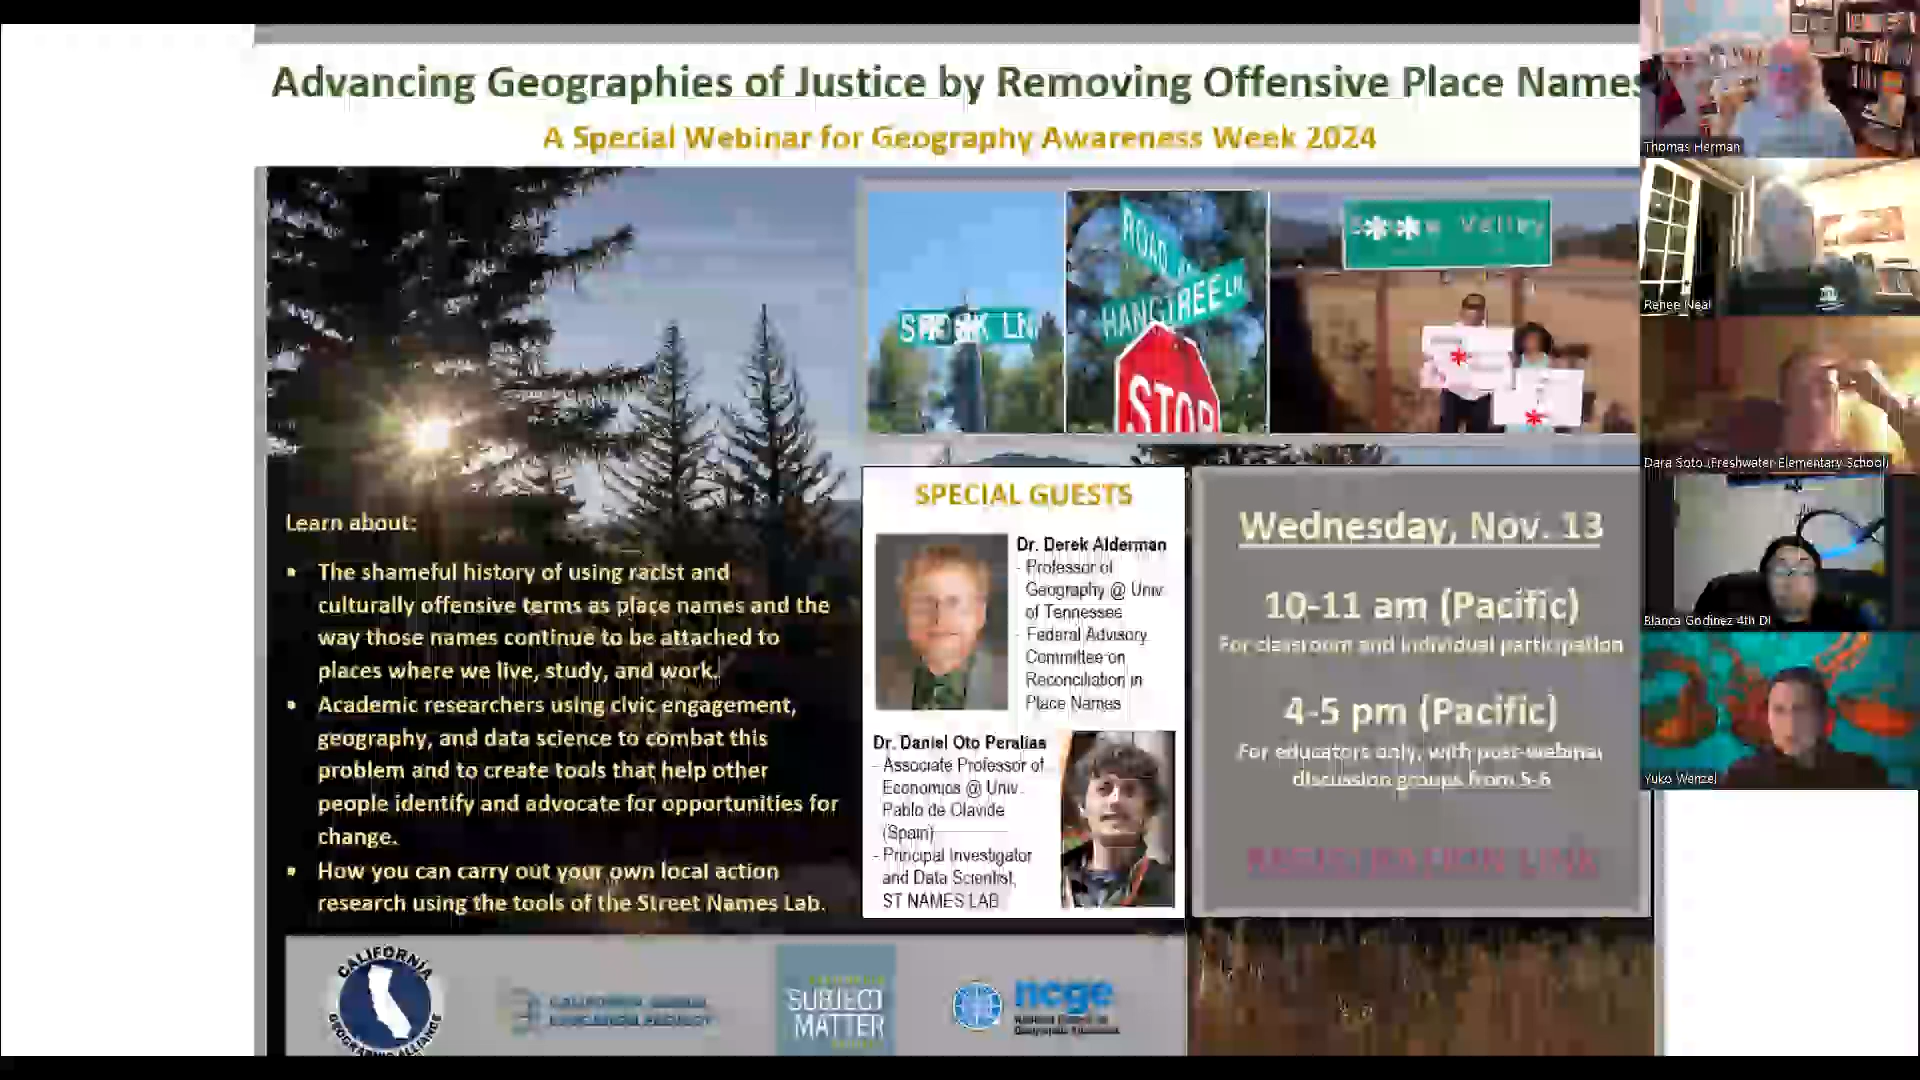 Advancing Geographies of Justice by Removing Offensive Place Names
A Special Webinar for Geography Awareness Week 2024
LN
ROAD
HANGTREE LN
STOP
Valley
Learn about:
• The shameful history of using racist and
culturally offensive terms as place names and the
way those names continue to be attached to
places where we live, study, and work.
• Academic researchers using civic engagement,
geography, and data science to combat this
problem and to create tools that help other
people identify and advocate for opportunities for
change.
• How you can carry out your own local action
research using the tools of the Street Names Lab.
SPECIAL GUESTS
Dr. Derek Alderman
- Professor of
Geography @ Univ.
of Tennessee
- Federal Advisory
Committee on
Reconciliation in
Place Names
Dr. Daniel Oto Peralías
- Associate Professor of
Economics @ Univ.
Pablo de Olavide
(Spain)
- Principal Investigator
and Data Scientist,
ST NAMES LAB
Wednesday, Nov. 13
10-11 am (Pacific)
For classroom and individual participation
4-5 pm (Pacific)
For educators only, with post-webinar
discussion groups from 5-6
REGISTRATION LINK
CALIFORNIA
GEOGRAPHIC ALLIANCE
SUBJECT
MATTER
ncge
Thomas Herman
Renee Neal
Dara Soto (Freshwater Elementary School)
Blanca Godinez 4th DI
Yuko Wenzel